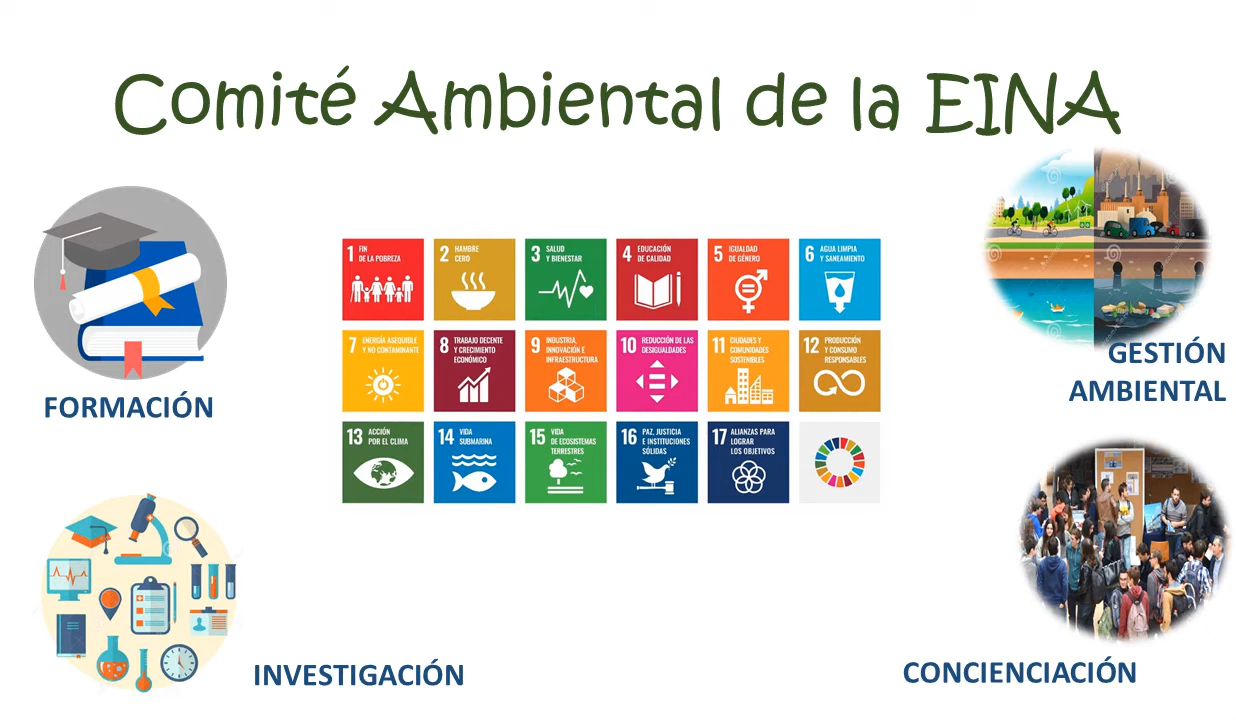 Comité Ambiental de la EINA
FORMACIÓN
INVESTIGACIÓN
1 FIN
DE LA POBREZA
2 HAMBRE
CERO
3 SALUD
Y BIENESTAR
4 EDUCACIÓN
DE CALIDAD
5 IGUALDAD
DE GÉNERO
6 AGUA LIMPIA
Y SANEAMIENTO
7 ENERGÍA ASEQUIBLE
Y NO CONTAMINANTE
8 TRABAJO DECENTE
Y CRECIMIENTO
ECONÓMICO
9 INDUSTRIA,
INNOVACIÓN E
INFRAESTRUCTURA
10 REDUCCIÓN DE LAS
DESIGUALDADES
11 CIUDADES Y
COMUNIDADES
SOSTENIBLES
12 PRODUCCIÓN
Y CONSUMO
RESPONSABLES
13 ACCIÓN
POR EL CLIMA
14 VIDA
SUBMARINA
15 VIDA
DE ECOSISTEMAS
TERRESTRES
16 PAZ, JUSTICIA
E INSTITUCIONES
SÓLIDAS
17 ALIANZAS PARA
LOGRAR
LOS OBJETIVOS
GESTIÓN
AMBIENTAL
CONCIENCIACIÓN